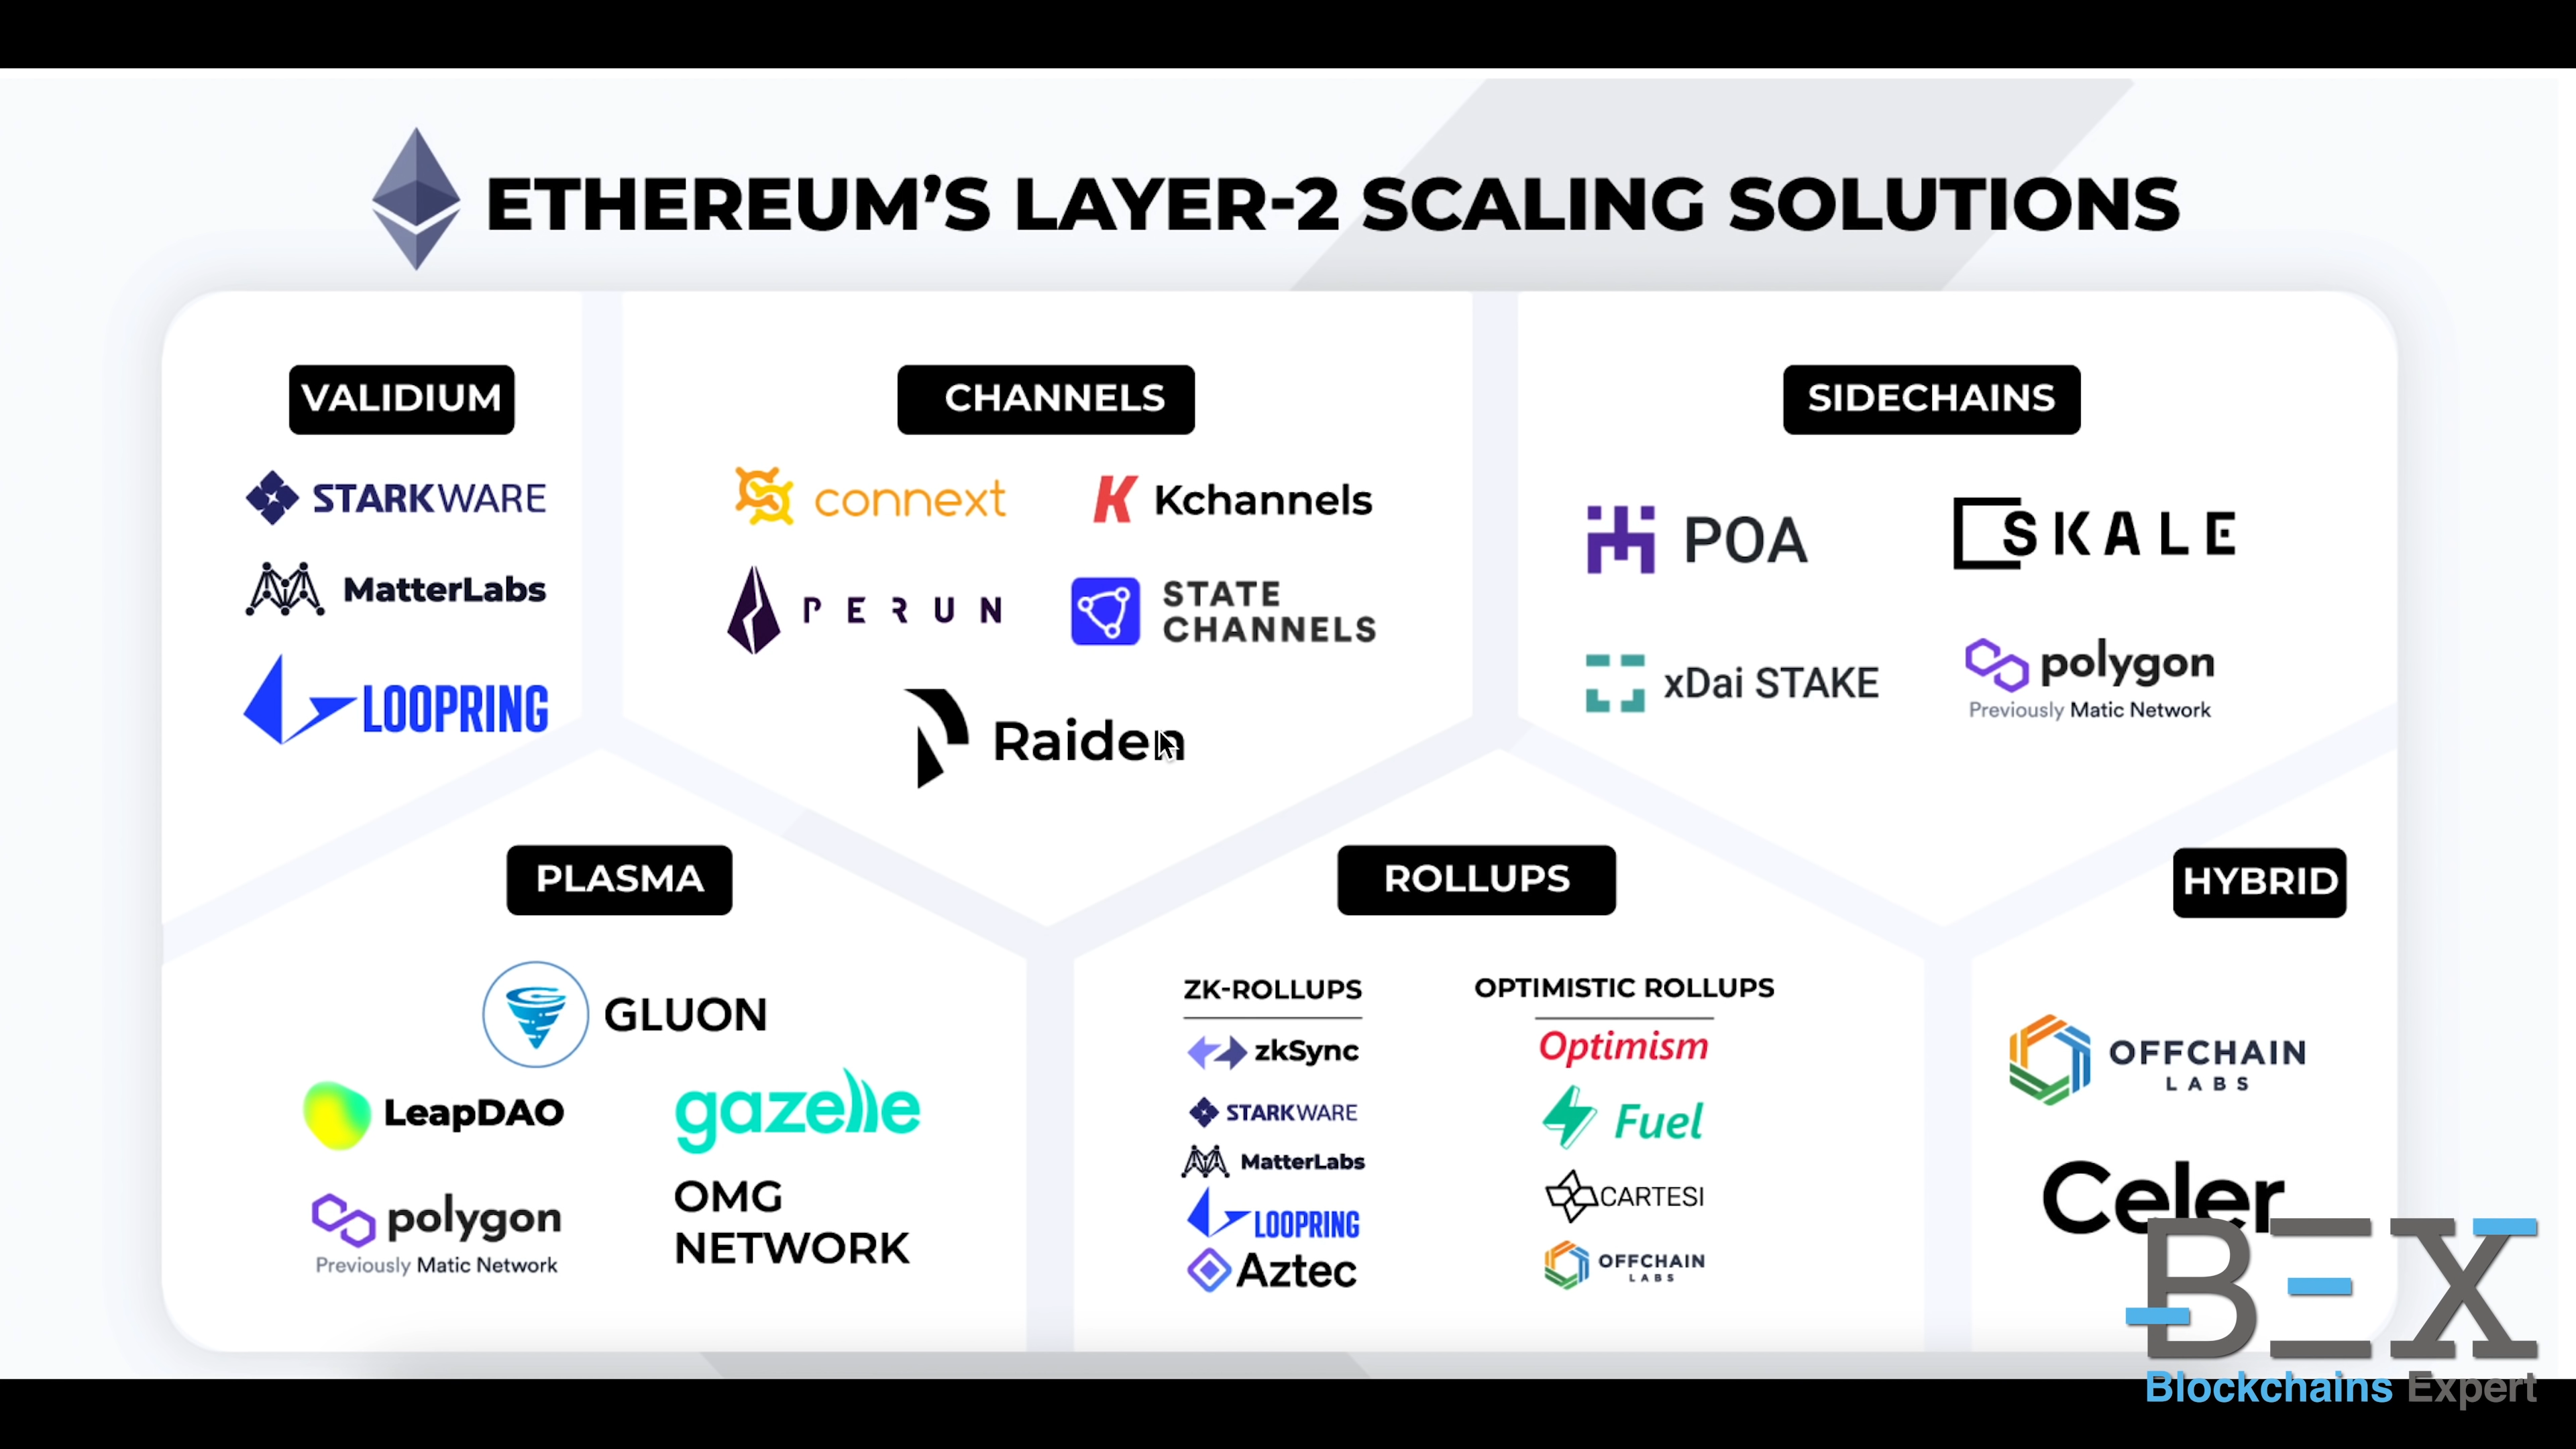 ETHEREUM'S LAYER-2 SCALING SOLUTIONS
VALIDIUM
STARKWARE
MatterLabs
LOOPRING
CHANNELS
connext
Kchannels
PERUN
STATE
CHANNELS
Raiden
SIDECHAINS
POA
SKALE
xDai STAKE
polygon
Previously Matic Network
PLASMA
GLUON
LeapDAO
gazelle
polygon
Previously Matic Network
OMG
NETWORK
ROLLUPS
ZK-ROLLUPS
zkSync
STARKWARE
MatterLabs
LOOPRING
Aztec
OPTIMISTIC ROLLUPS
Optimism
Fuel
CARTESI
OFFCHAIN
LABS
HYBRID
OFFCHAIN
LABS
Celer
BEX
Blockchains Expert